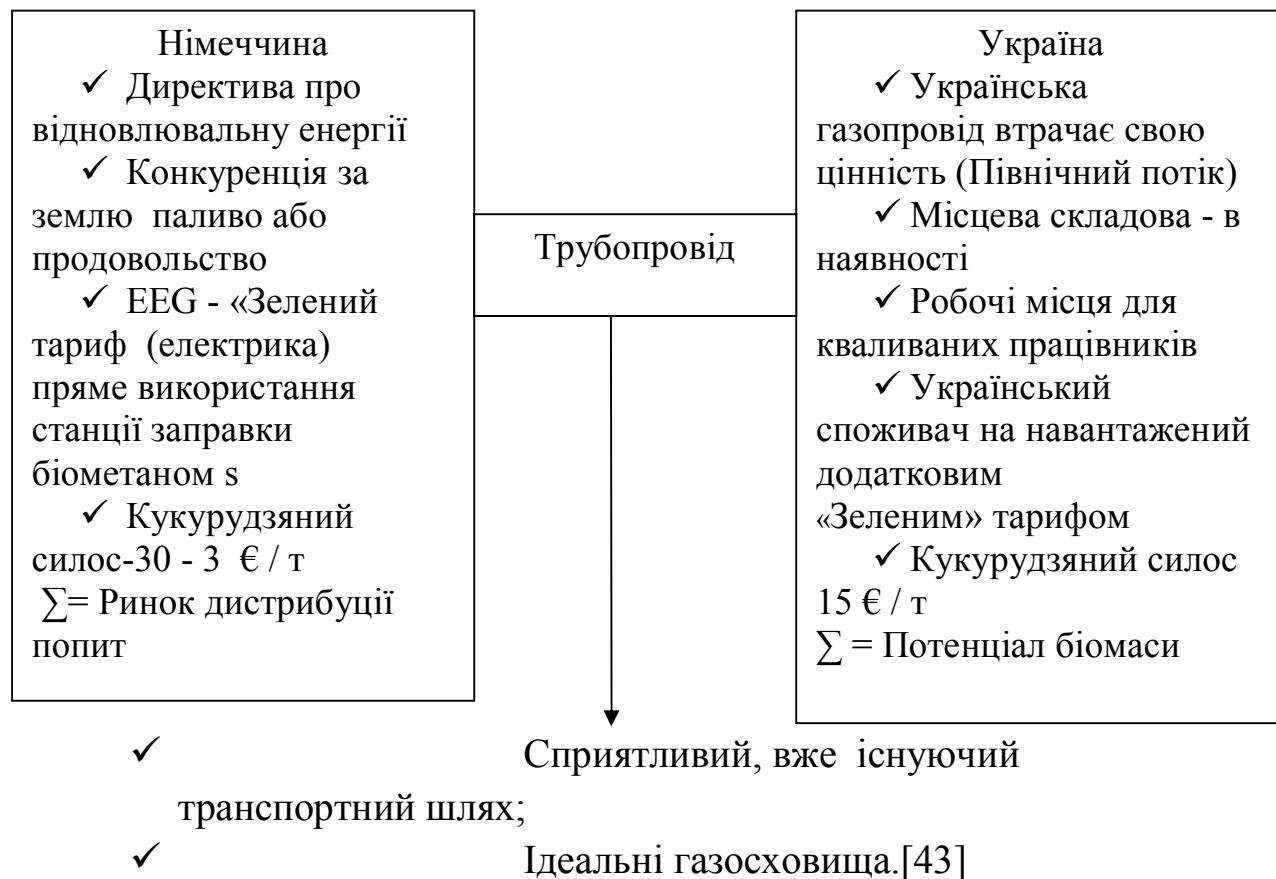 Німеччина
✓ Директива про
відновлювальну енергії
✓ Конкуренція за
землю паливо або
продовольство
✓ EEG - «Зелений
тариф (електрика)
пряме використання
станції заправки
біометаном s
✓ Кукурудзяний
силос-30 - 3 € / т
∑= Ринок дистрибуції
попит
Трубопровід
Україна
✓ Українська
газопровід втрачає свою
цінність (Північний потік)
✓ Місцева складова - в
наявності
✓ Робочі місця для
кваливаних працівників
✓ Український
споживач на навантажений
додатковим
«Зеленим» тарифом
✓ Кукурудзяний силос
15 € / т
∑ = Потенціал біомаси
✓ Сприятливий, вже існуючий
транспортний шлях;
✓ Ідеальні газосховища.[43]